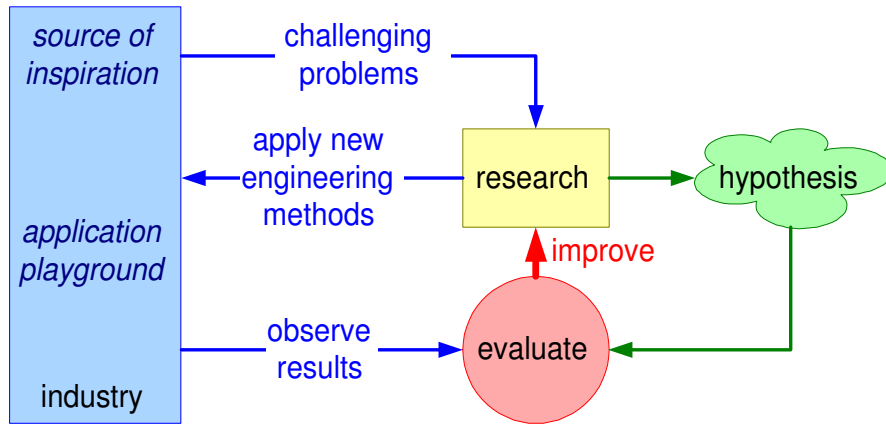 source of
inspiration
challenging
problems
apply new
engineering
methods
research
hypothesis
application
playground
improve
observe
results
evaluate
industry